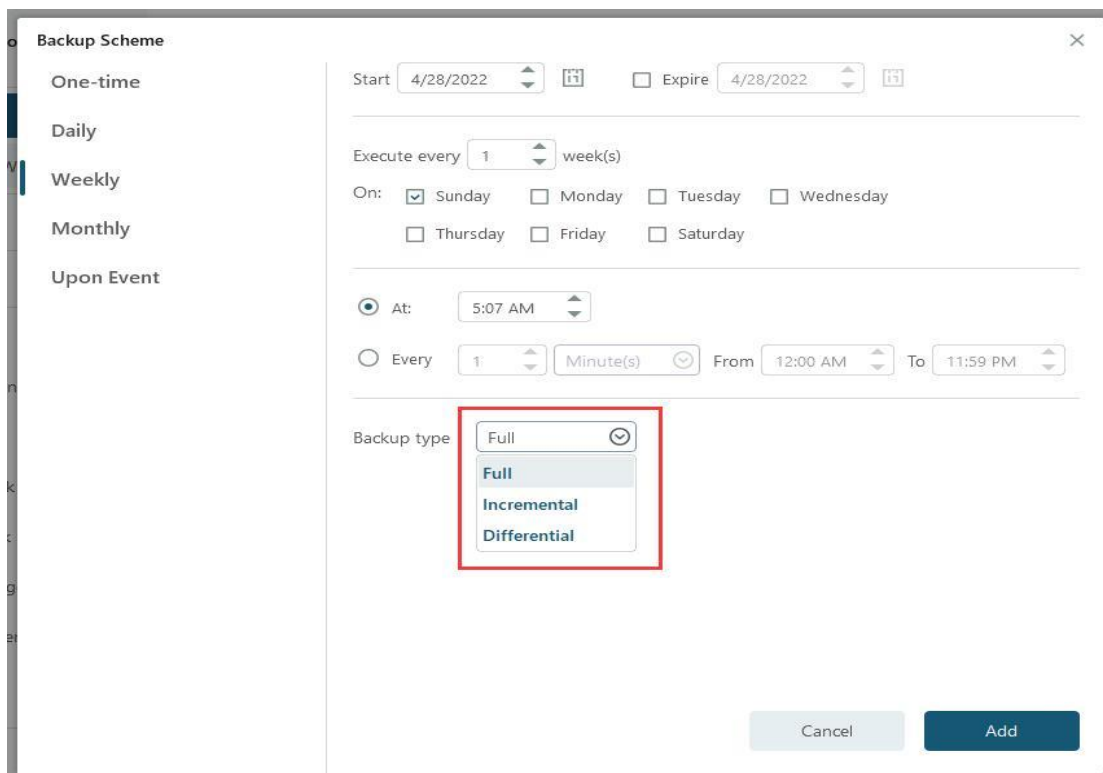 Backup Scheme
One-time
Daily
Weekly
Monthly
Upon Event
Start 4/28/2022 Expire 4/28/2022
Execute every 1 week(s)
On: Sunday Monday Tuesday Wednesday
Thursday Friday Saturday
At: 5:07 AM
Every 1 Minute(s) From 12:00 AM To 11:59 PM
Backup type Full
Full
Incremental
Differential
Cancel Add